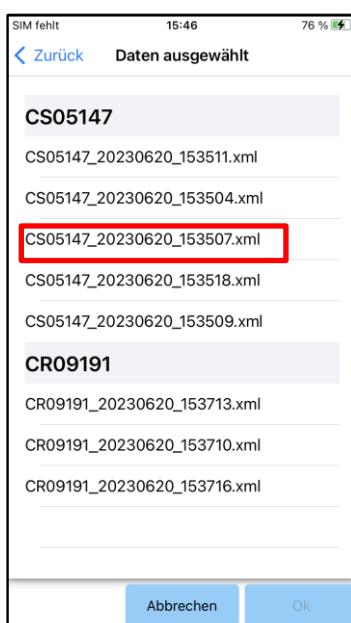 SIM fehlt 15:46 76 %
Zurück Daten ausgewählt
CS05147
CS05147_20230620_153511.xml
CS05147_20230620_153504.xml
CS05147_20230620_153507.xml
CS05147_20230620_153518.xml
CS05147_20230620_153509.xml
CR09191
CR09191_20230620_153713.xml
CR09191_20230620_153710.xml
CR09191_20230620_153716.xml
Abbrechen Ok